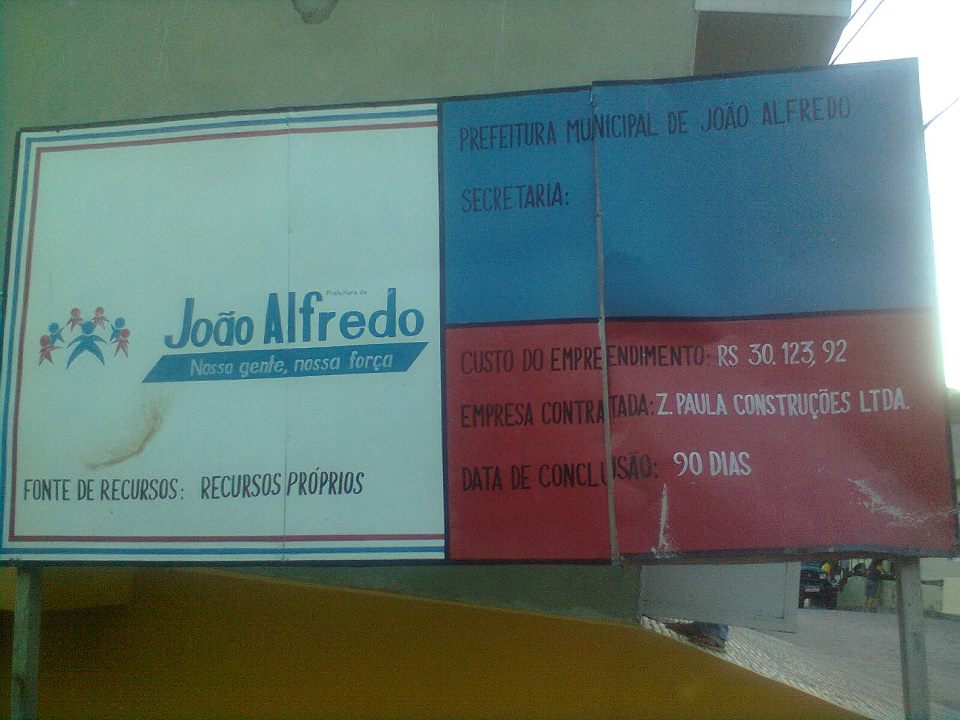 Prefeitura de
João Alfredo
Nossa gente, nossa força
FONTE DE RECURSOS: RECURSOS PRÓPRIOS
PREFEITURA MUNICIPAL DE JOÃO ALFREDO
SECRETARIA:
CUSTO DO EMPREENDIMENTO: RS 30.123,92
EMPRESA CONTRATADA: Z. PAULA CONSTRUÇÕES LTDA.
DATA DE CONCLUSÃO: 90 DIAS